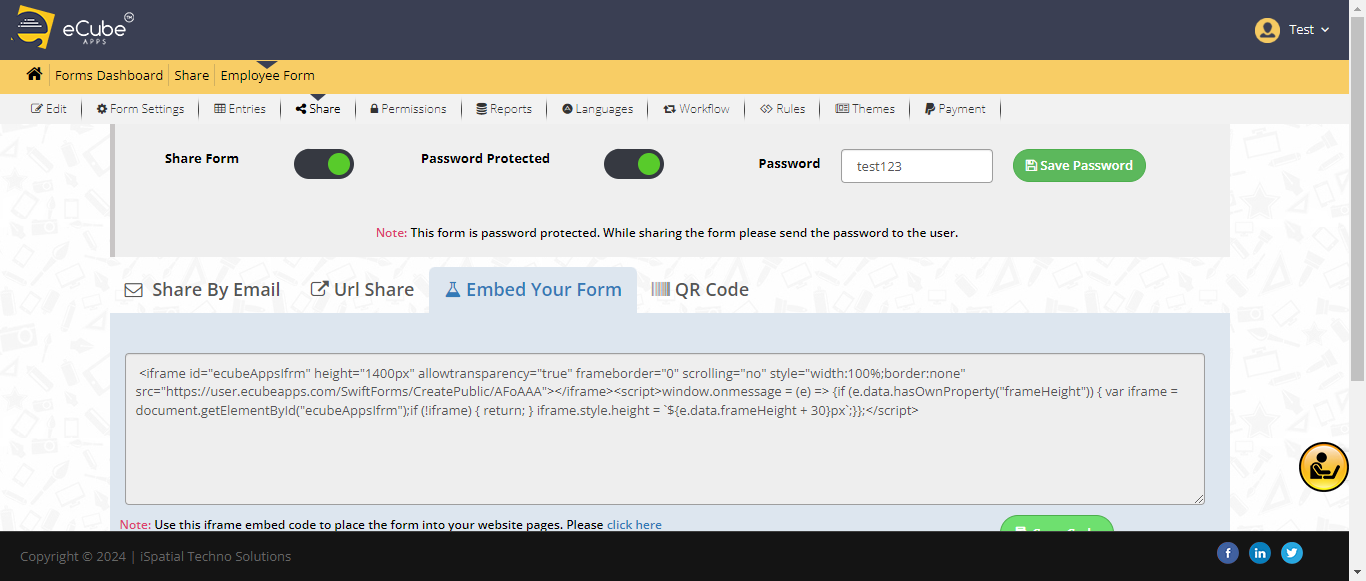 eCube TM
APPS
Test
Forms Dashboard Share Employee Form
Edit Form Settings Entries Share Permissions Reports Languages Workflow Rules Themes Payment
Share Form Password Protected Password test123 Save Password
Note: This form is password protected. While sharing the form please send the password to the user.
Share By Email Url Share Embed Your Form QR Code
<iframe id="ecubeAppsIfrm" height="1400px" allowtransparency="true" frameborder="0" scrolling="no" style="width:100%;border:none"
src="https://user.ecubeapps.com/SwiftForms/CreatePublic/AFoAAA"></iframe><script>window.onmessage = (e) => {if (e.data.hasOwnProperty("frameHeight")) { var iframe =
document.getElementById("ecubeAppsIfrm");if (!iframe) { return; } iframe.style.height = `${e.data.frameHeight + 30}px`;}};</script>
Note: Use this iframe embed code to place the form into your website pages. Please click here
Copyright © 2024 | iSpatial Techno Solutions